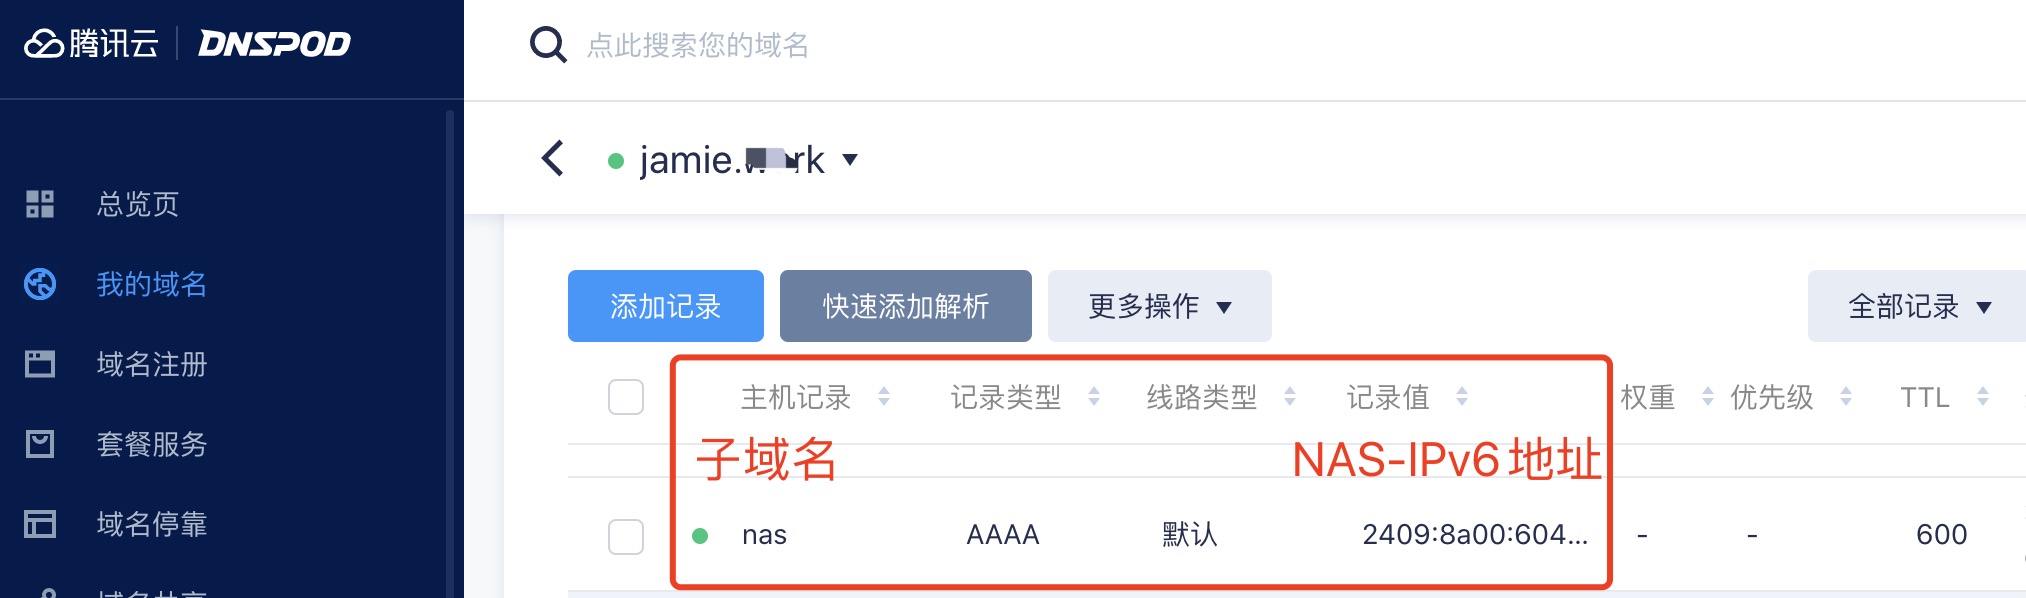 腾讯云 DNSPOD
点此搜索您的域名
jamie.
总览页
我的域名
域名注册
套餐服务
域名停靠
添加记录 快速添加解析 更多操作 全部记录
主机记录 记录类型 线路类型 记录值 权重 优先级 TTL
子域名 NAS-IPv6地址
nas AAAA 默认 2409:8a00:604... - - 600